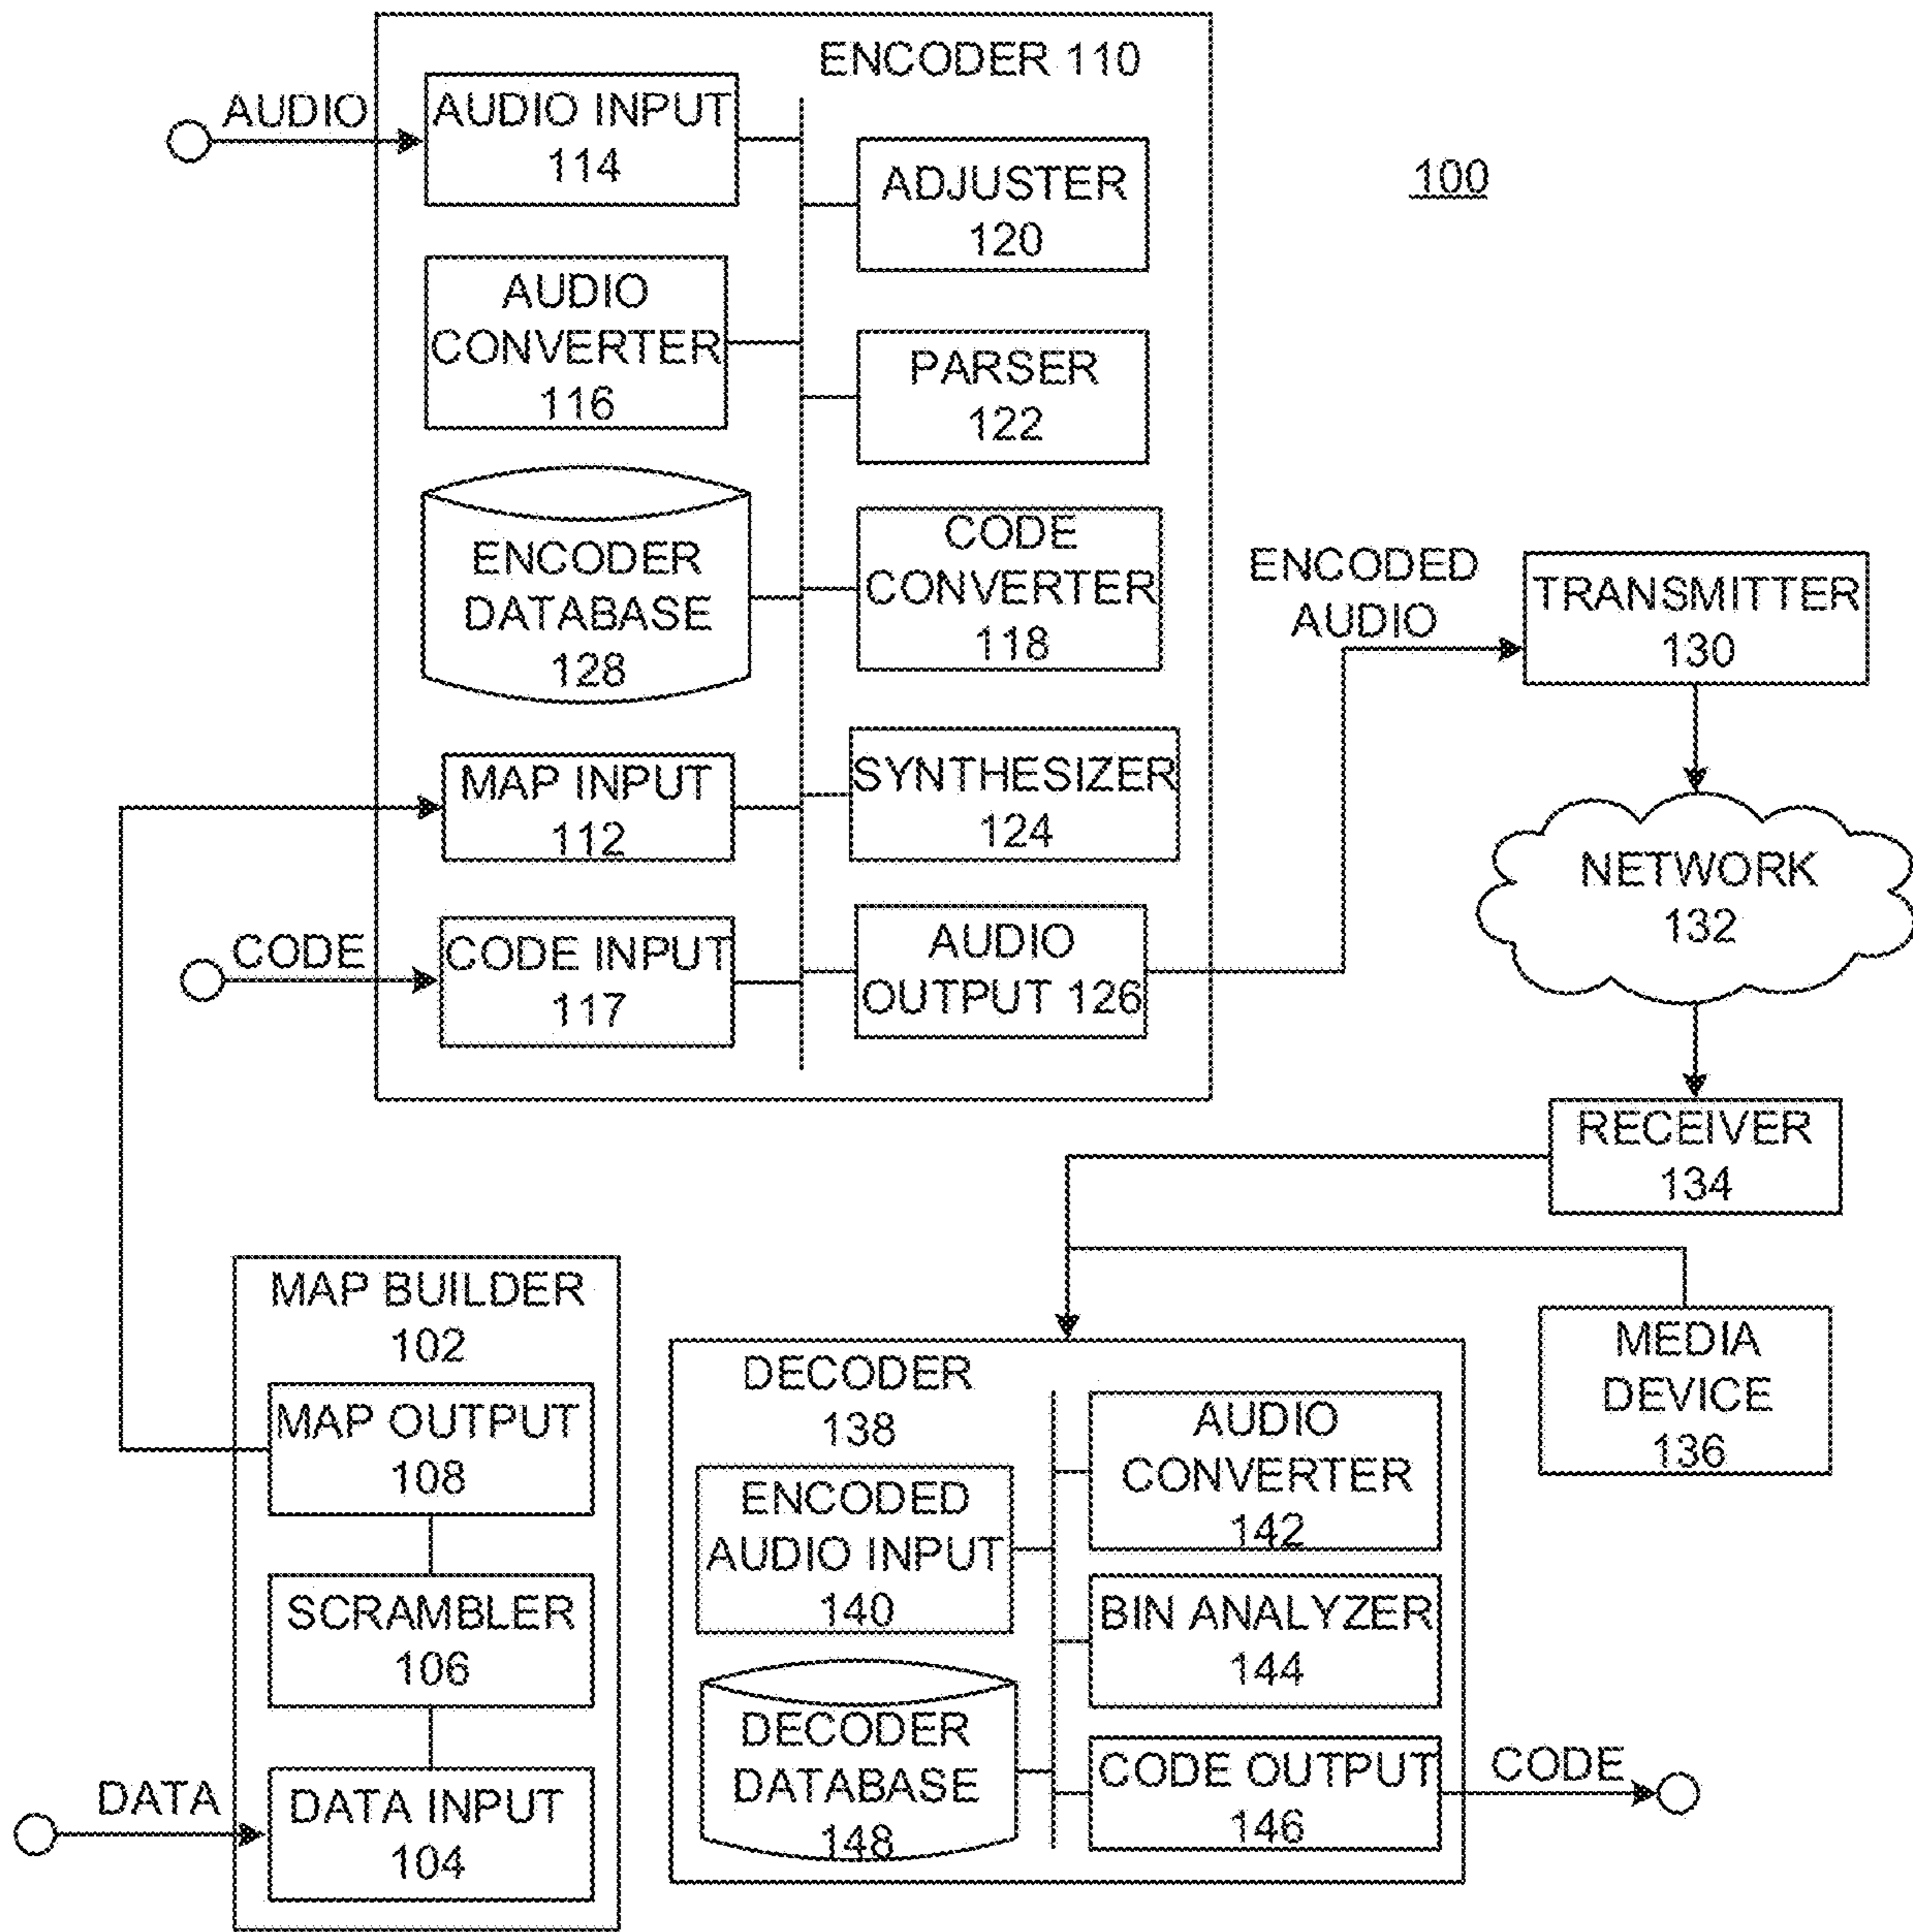 ENCODER 110
AUDIO
AUDIO INPUT
114
ADJUSTER
120
100
AUDIO
CONVERTER
116
PARSER
122
ENCODER
DATABASE
128
CODE
CONVERTER
118
ENCODED
AUDIO
TRANSMITTER
130
MAP INPUT
112
SYNTHESIZER
124
NETWORK
132
CODE
CODE INPUT
117
AUDIO
OUTPUT 126
RECEIVER
134
MAP BUILDER
102
MAP OUTPUT
108
SCRAMBLER
106
DATA
DATA INPUT
104
DECODER
138
ENCODED
AUDIO INPUT
140
AUDIO
CONVERTER
142
MEDIA
DEVICE
136
BIN ANALYZER
144
DECODER
DATABASE
148
CODE OUTPUT
146
CODE